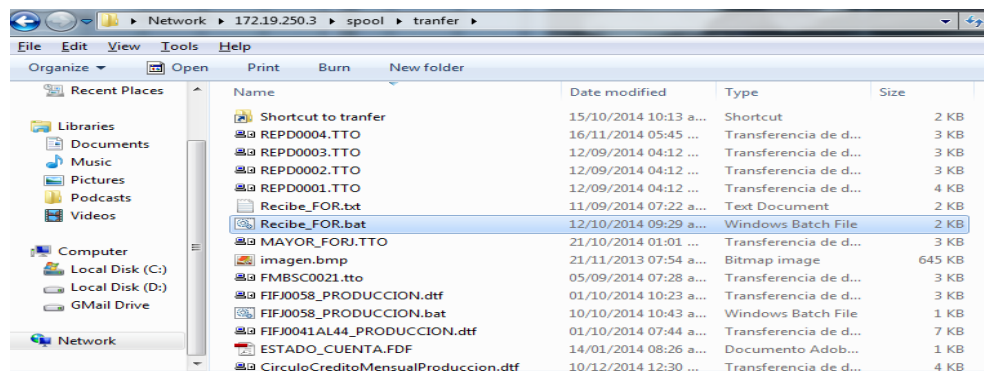 Network 172.19.250.3 spool tranfer
File Edit View Tools Help
Organize Open Print Burn New folder
Recent Places
Libraries
Documents
Music
Pictures
Podcasts
Videos
Computer
Local Disk (C:)
Local Disk (D:)
GMail Drive
Network
Name Date modified Type Size
Shortcut to tranfer 15/10/2014 10:13 a... Shortcut 2 KB
REPD0004.TTO 16/11/2014 05:45 ... Transferencia de d... 3 KB
REPD0003.TTO 12/09/2014 04:12 ... Transferencia de d... 3 KB
REPD0002.TTO 12/09/2014 04:12 ... Transferencia de d... 3 KB
REPD0001.TTO 12/09/2014 04:12 ... Transferencia de d... 4 KB
Recibe_FOR.txt 11/09/2014 07:22 a... Text Document 2 KB
Recibe_FOR.bat 12/10/2014 09:29 a... Windows Batch File 2 KB
MAYOR_FORJ.TTO 21/10/2014 01:01 ... Transferencia de d... 3 KB
imagen.bmp 21/11/2013 07:54 a... Bitmap image 645 KB
FMBSC0021.tto 05/09/2014 07:28 a... Transferencia de d... 3 KB
FIFJ0058_PRODUCCION.dtf 01/10/2014 10:23 a... Transferencia de d... 3 KB
FIFJ0058_PRODUCCION.bat 10/10/2014 10:43 a... Windows Batch File 1 KB
FIFJ0041AL44_PRODUCCION.dtf 01/10/2014 07:44 a... Transferencia de d... 7 KB
ESTADO_CUENTA.FDF 14/01/2014 08:26 a... Documento Adob... 1 KB
CirculoCreditoMensualProduccion.dtf 10/12/2014 12:30 ... Transferencia de d... 4 KB